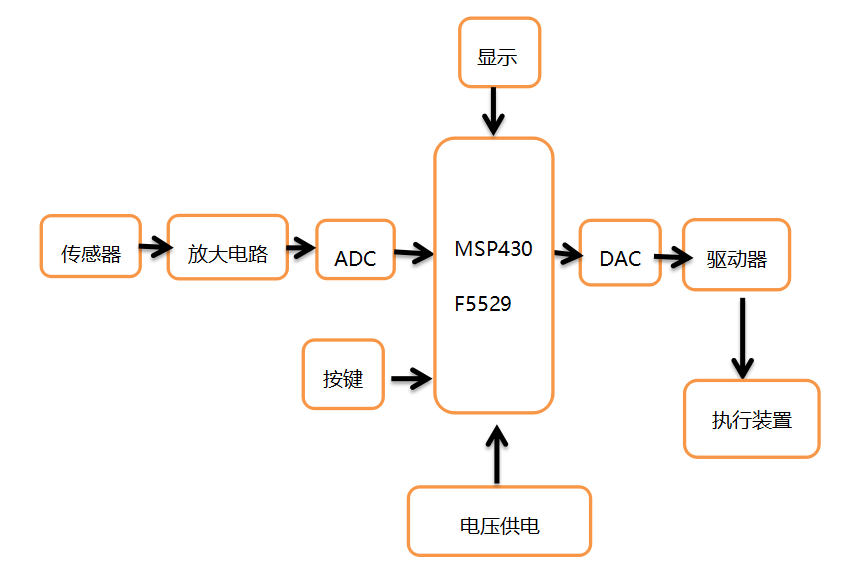 显示
传感器
放大电路
ADC
MSP430
F5529
DAC
驱动器
按键
执行装置
电压供电